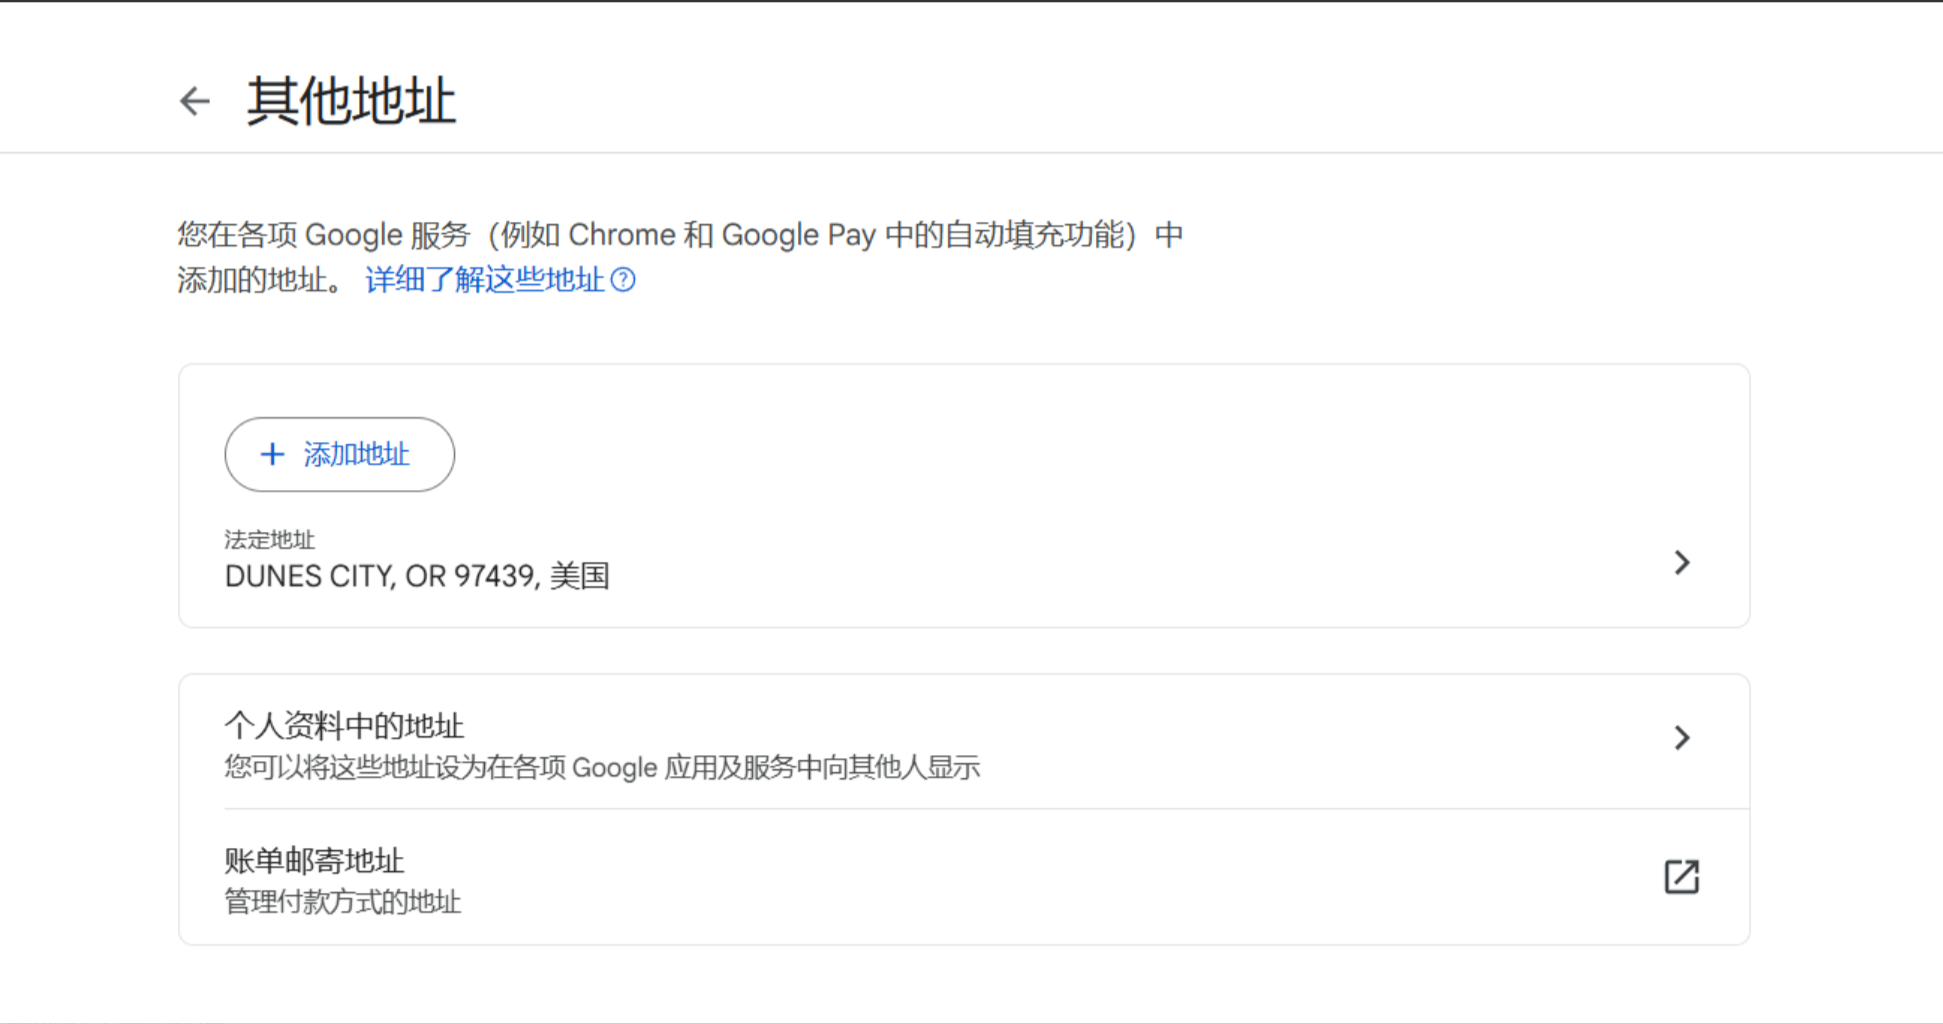 其他地址
您在各项 Google 服务（例如 Chrome 和 Google Pay 中的自动填充功能）中
添加的地址。 详细了解这些地址
添加地址
法定地址
DUNES CITY, OR 97439, 美国
个人资料中的地址
您可以将这些地址设为在各项 Google 应用及服务中向其他人显示
账单邮寄地址
管理付款方式的地址